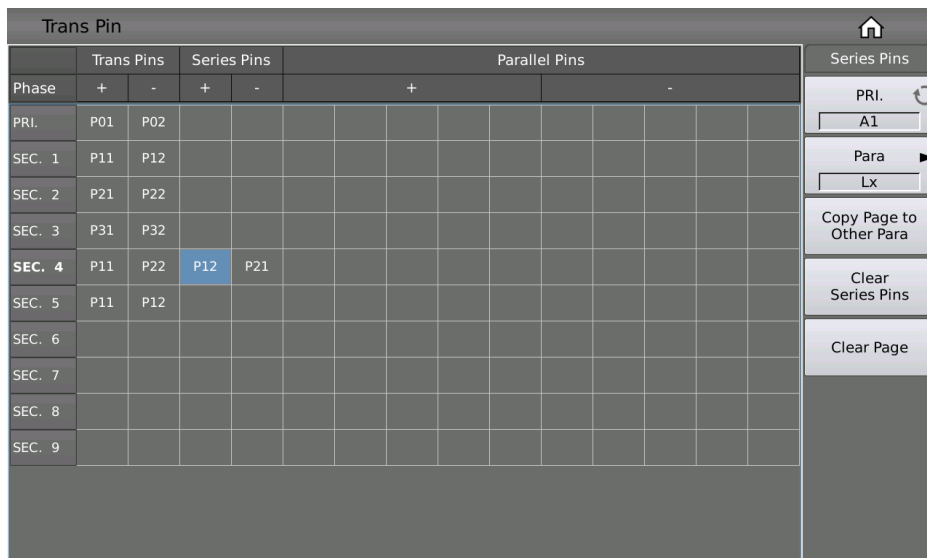 Trans Pin
Trans Pins Series Pins Parallel Pins Series Pins
Phase + - + - + -
PRI.
A1
PRI. P01 P02
SEC. 1 P11 P12
Para
Lx
SEC. 2 P21 P22
SEC. 3 P31 P32
Copy Page to
Other Para
SEC. 4 P11 P22 P12 P21
Clear
Series Pins
SEC. 5 P11 P12
SEC. 6
Clear Page
SEC. 7
SEC. 8
SEC. 9